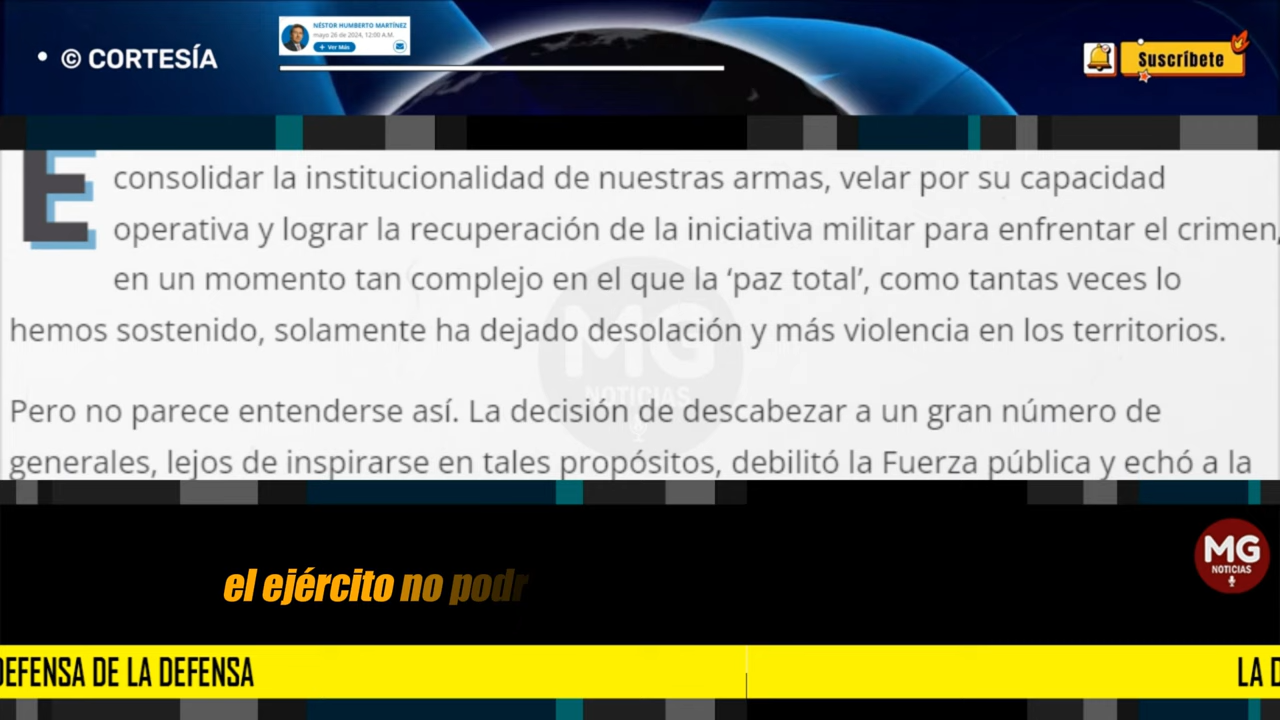 • © CORTESÍA
NÉSTOR HUMBERTO MARTÍNEZ
mayo 26 de 2024, 12:00 A.M.
+ Ver Más
Suscríbete
E
consolidar la institucionalidad de nuestras armas, velar por su capacidad
operativa y lograr la recuperación de la iniciativa militar para enfrentar el crimen,
en un momento tan complejo en el que la ‘paz total’, como tantas veces lo
hemos sostenido, solamente ha dejado desolación y más violencia en los territorios.
MG
NOTICIAS
Pero no parece entenderse así. La decisión de descabezar a un gran número de
generales, lejos de inspirarse en tales propósitos, debilitó la Fuerza pública y echó a la
MG
NOTICIAS
el ejército no podr
DEFENSA DE LA DEFENSA
LA D